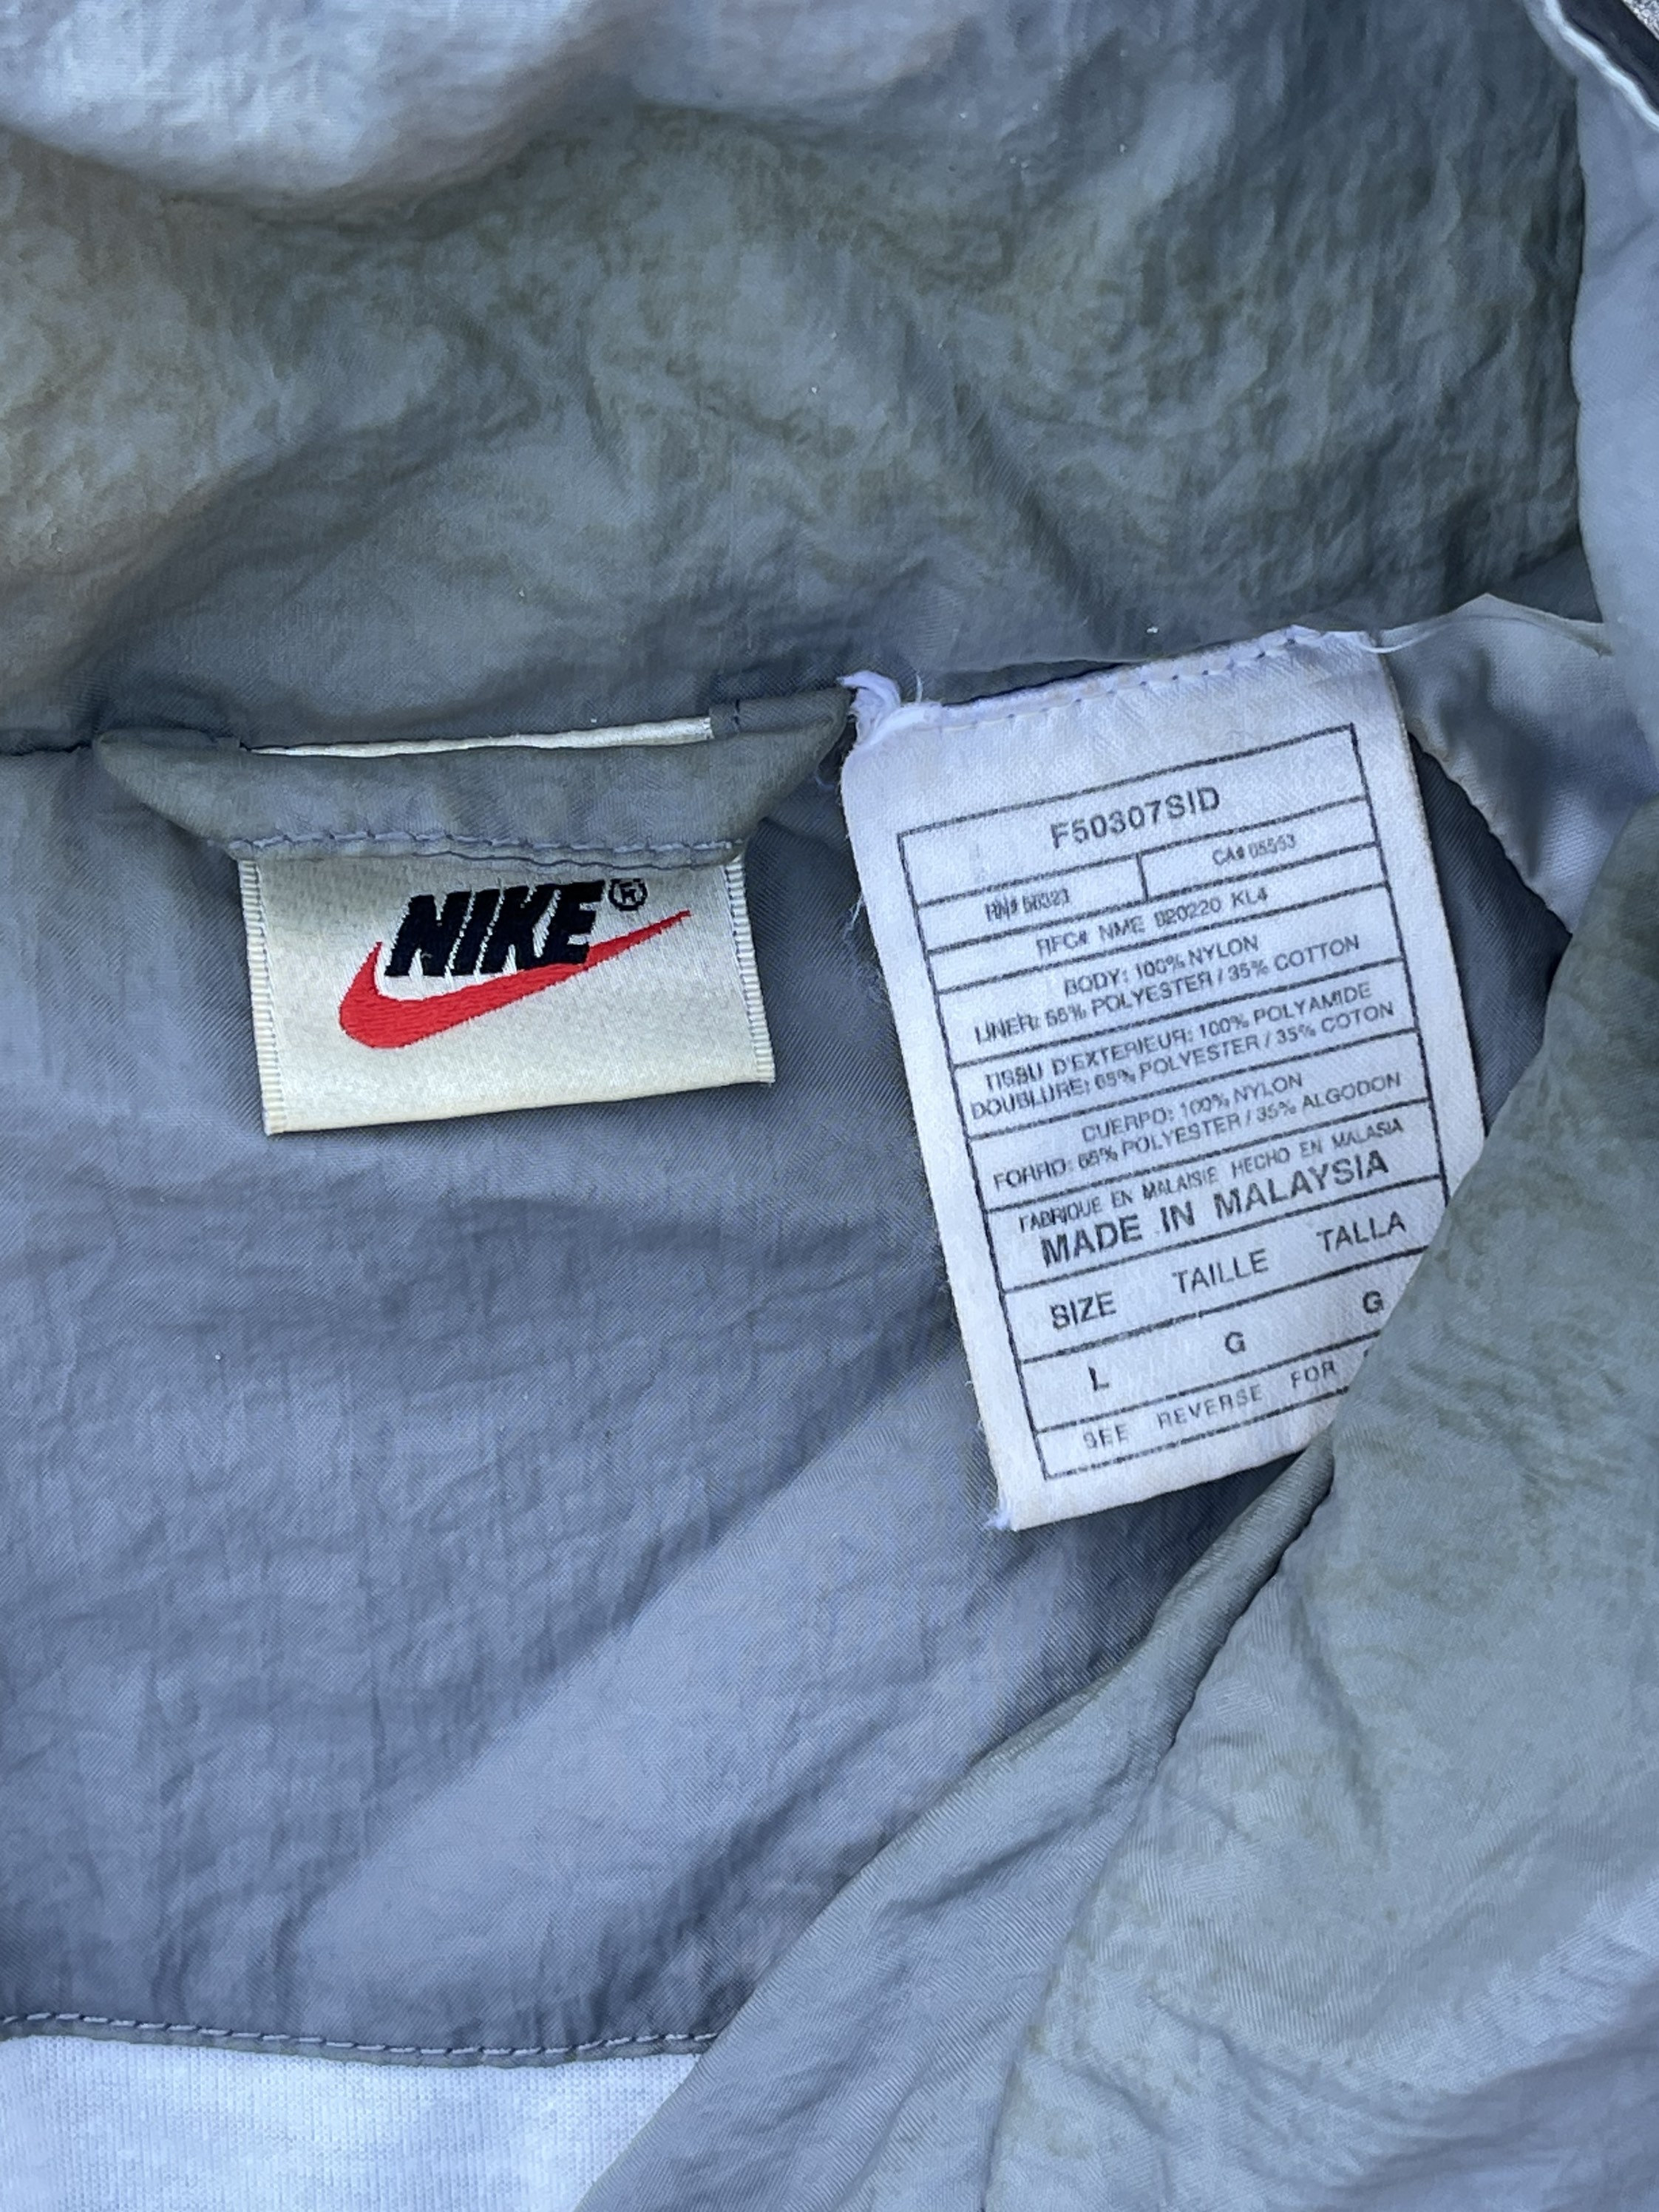 NIKE®
F50307SID
RN# 56323
CA# 05553
RFC# NME 920220 KL4
BODY: 100% NYLON
LINER: 65% POLYESTER / 35% COTTON
TISSU D'EXTERIEUR: 100% POLYAMIDE
DOUBLURE: 65% POLYESTER / 35% COTON
CUERPO: 100% NYLON
FORRO: 65% POLYESTER / 35% ALGODON
FABRIQUE EN MALAISIE HECHO EN MALASIA
MADE IN MALAYSIA
SIZE TAILLE TALLA
L G G
SEE REVERSE FOR